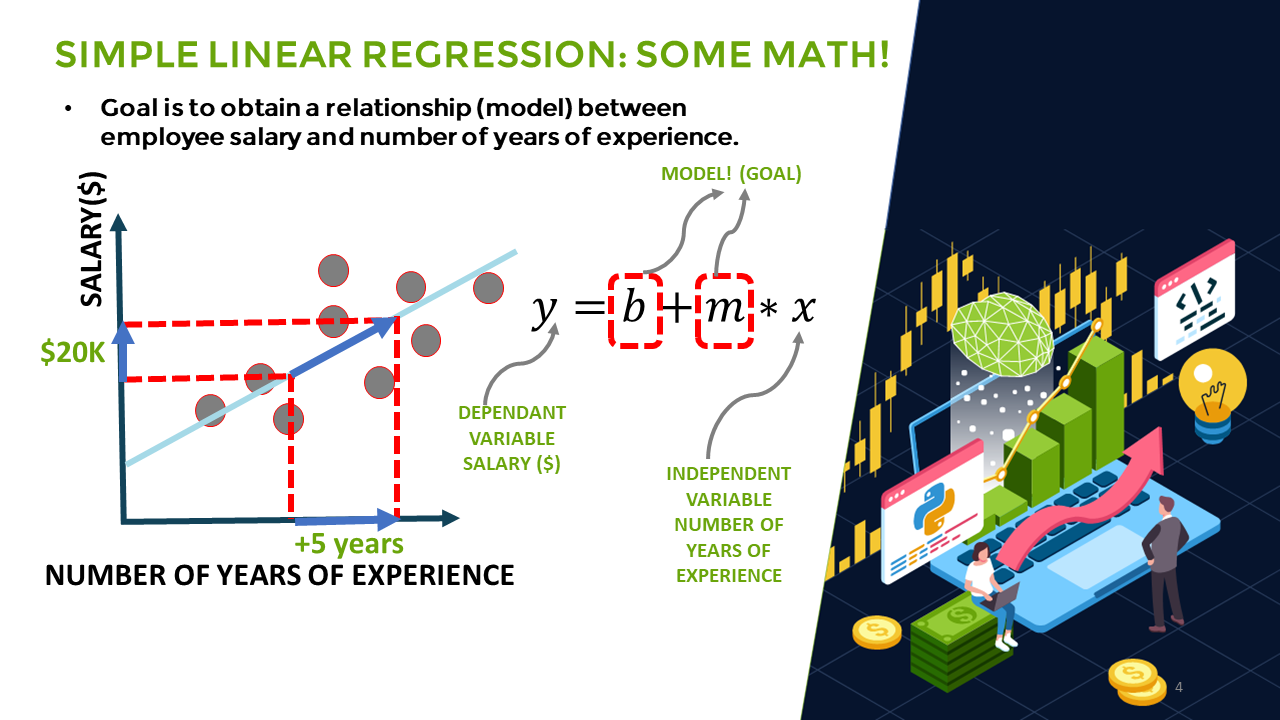 SIMPLE LINEAR REGRESSION: SOME MATH!
• Goal is to obtain a relationship (model) between
employee salary and number of years of experience.
MODEL! (GOAL)
SALARY($)
y = b + m * x
$20K
DEPENDANT
VARIABLE
SALARY ($)
INDEPENDENT
VARIABLE
NUMBER OF
YEARS OF
EXPERIENCE
+5 years
NUMBER OF YEARS OF EXPERIENCE
</>
$
$
$
4